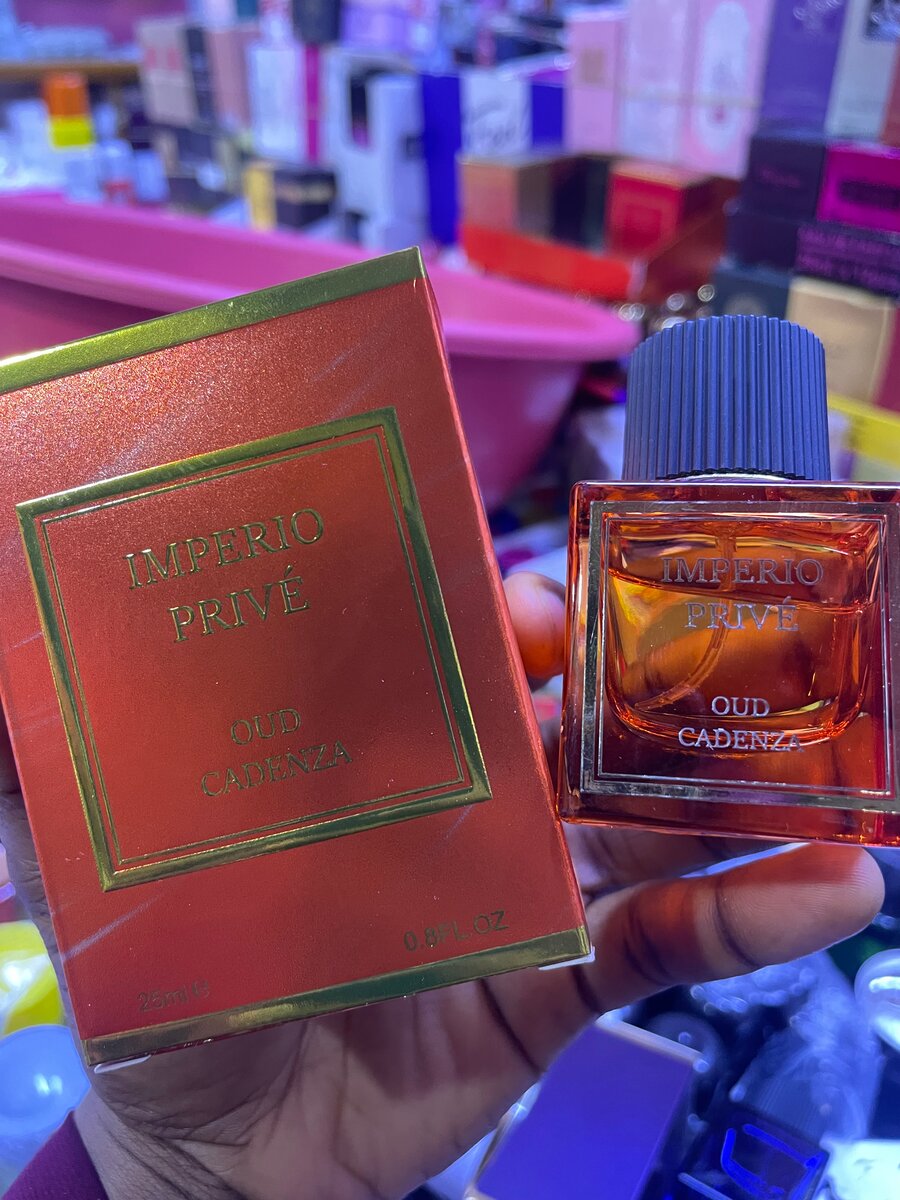 IMPERIO
PRIVÉ
OUD
CADENZA
25ml ℮
0.8FL OZ
IMPERIO
PRIVÉ
OUD
CADENZA